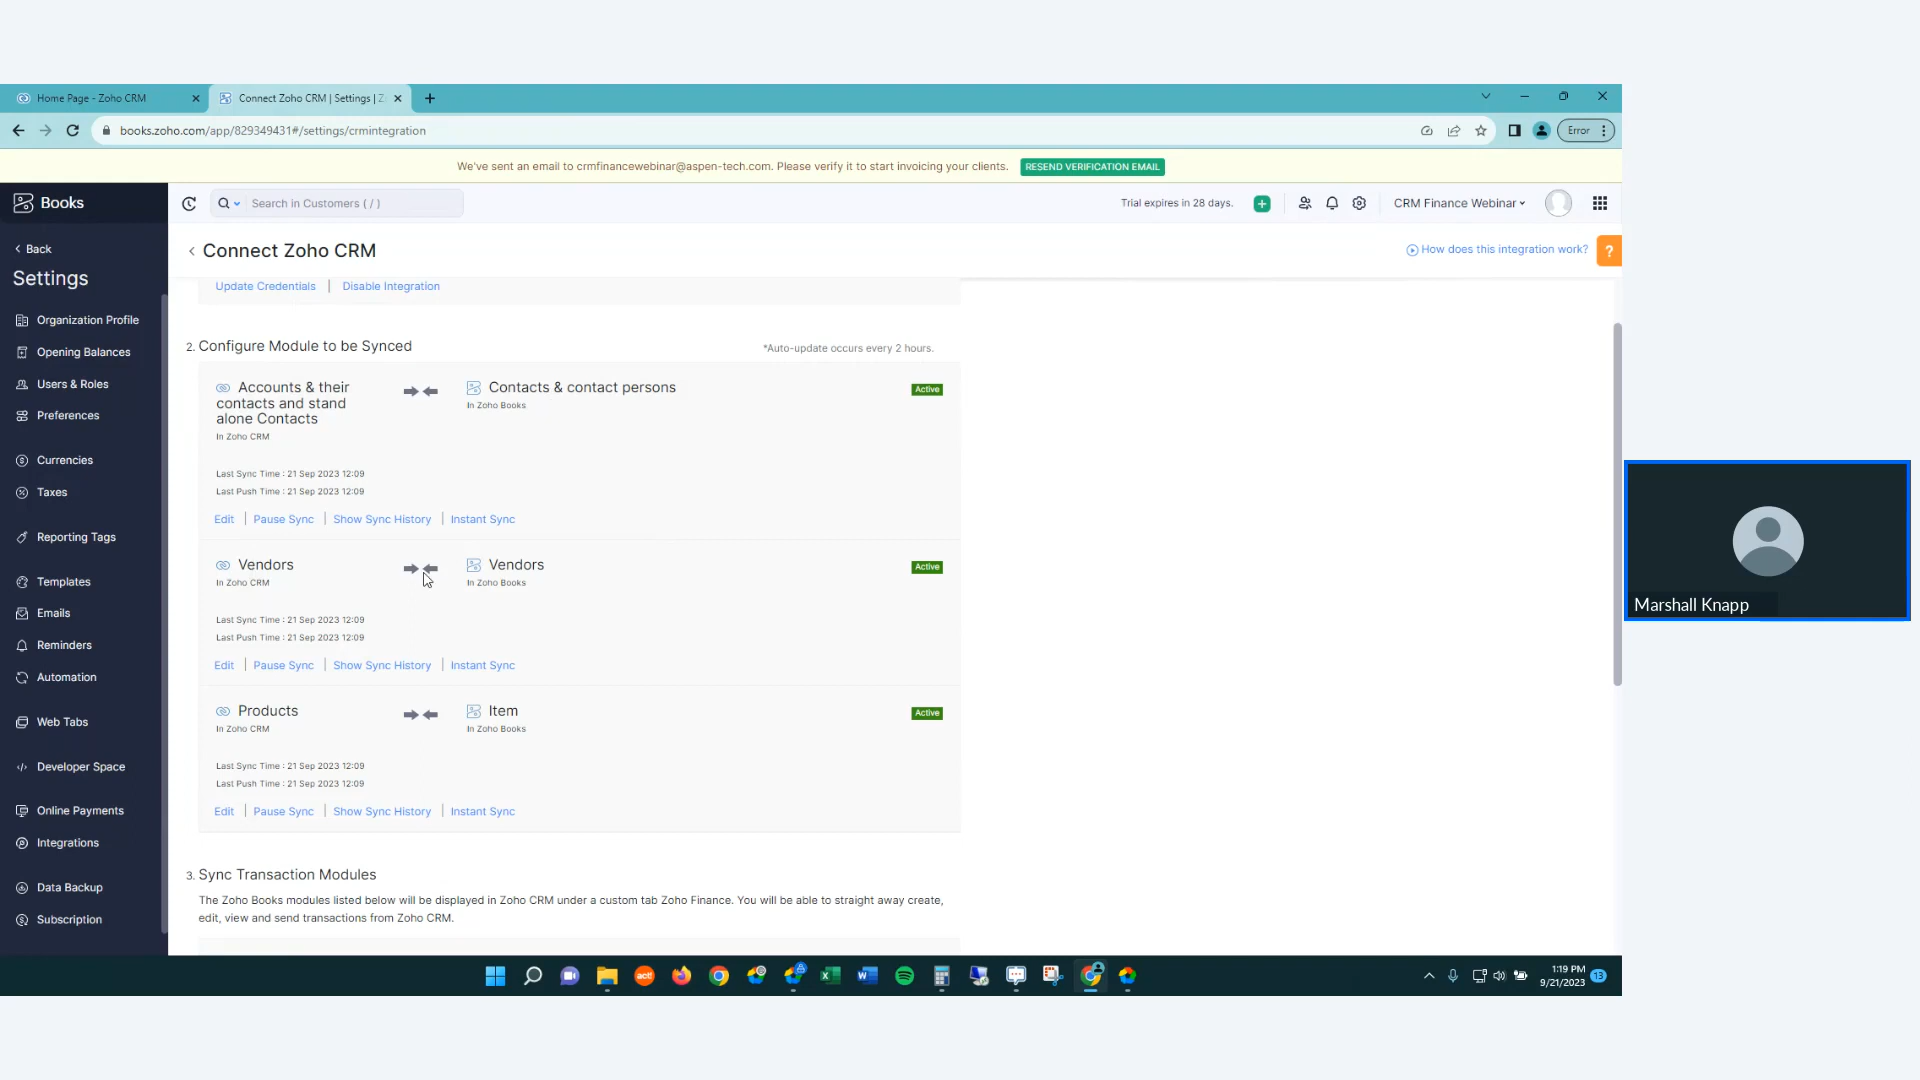 Home Page - Zoho CRM
Connect Zoho CRM | Settings | Z
books.zoho.com/app/829349431#/settings/crmintegration
Error
We've sent an email to crmfinancewebinar@aspen-tech.com. Please verify it to start invoicing your clients.
RESEND VERIFICATION EMAIL
Books
Search in Customers ( / )
Trial expires in 28 days.
CRM Finance Webinar
Back
Settings
Organization Profile
Opening Balances
Users & Roles
Preferences
Currencies
Taxes
Reporting Tags
Templates
Emails
Reminders
Automation
Web Tabs
Developer Space
Online Payments
Integrations
Data Backup
Subscription
Connect Zoho CRM
How does this integration work?
?
Update Credentials | Disable Integration
2. Configure Module to be Synced
*Auto-update occurs every 2 hours.
Accounts & their
contacts and stand
alone Contacts
In Zoho CRM
Contacts & contact persons
In Zoho Books
Active
Last Sync Time : 21 Sep 2023 12:09
Last Push Time : 21 Sep 2023 12:09
Edit | Pause Sync | Show Sync History | Instant Sync
Vendors
In Zoho CRM
Vendors
In Zoho Books
Active
Last Sync Time : 21 Sep 2023 12:09
Last Push Time : 21 Sep 2023 12:09
Edit | Pause Sync | Show Sync History | Instant Sync
Products
In Zoho CRM
Item
In Zoho Books
Active
Last Sync Time : 21 Sep 2023 12:09
Last Push Time : 21 Sep 2023 12:09
Edit | Pause Sync | Show Sync History | Instant Sync
3. Sync Transaction Modules
The Zoho Books modules listed below will be displayed in Zoho CRM under a custom tab Zoho Finance. You will be able to straight away create,
edit, view and send transactions from Zoho CRM.
act!
1:19 PM
9/21/2023
13
Marshall Knapp